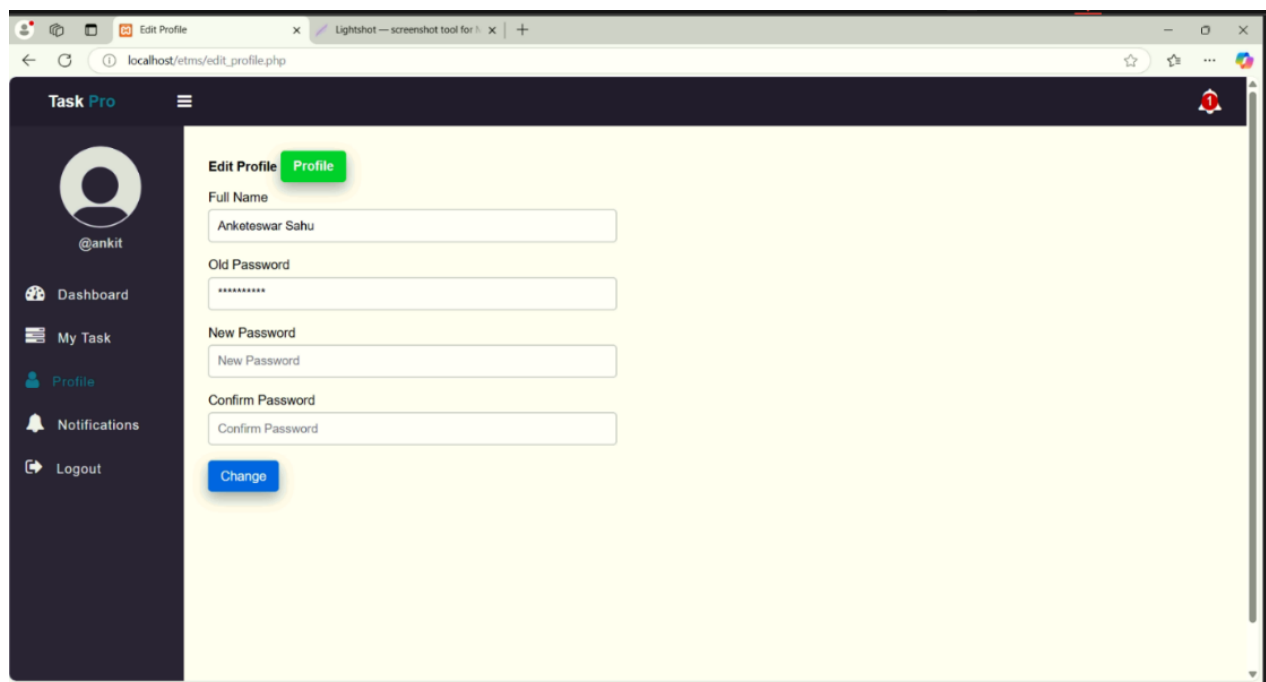 Edit Profile
Lightshot — screenshot tool for
localhost/etms/edit_profile.php
Task Pro
1
@ankit
Dashboard
My Task
Profile
Notifications
Logout
Edit Profile Profile
Full Name
Anketeswar Sahu
Old Password
**********
New Password
New Password
Confirm Password
Confirm Password
Change